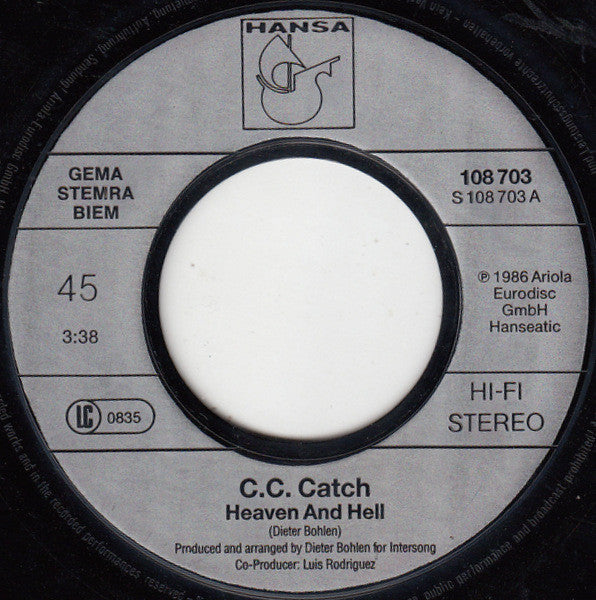 HANSA
GEMA
STEMRA
BIEM
108 703
S 108 703 A
45
3:38
℗ 1986 Ariola
Eurodisc
GmbH
Hanseatic
LC 0835
HI-FI
STEREO
C.C. Catch
Heaven And Hell
(Dieter Bohlen)
Produced and arranged by Dieter Bohlen for Intersong
Co-Producer: Luis Rodriguez